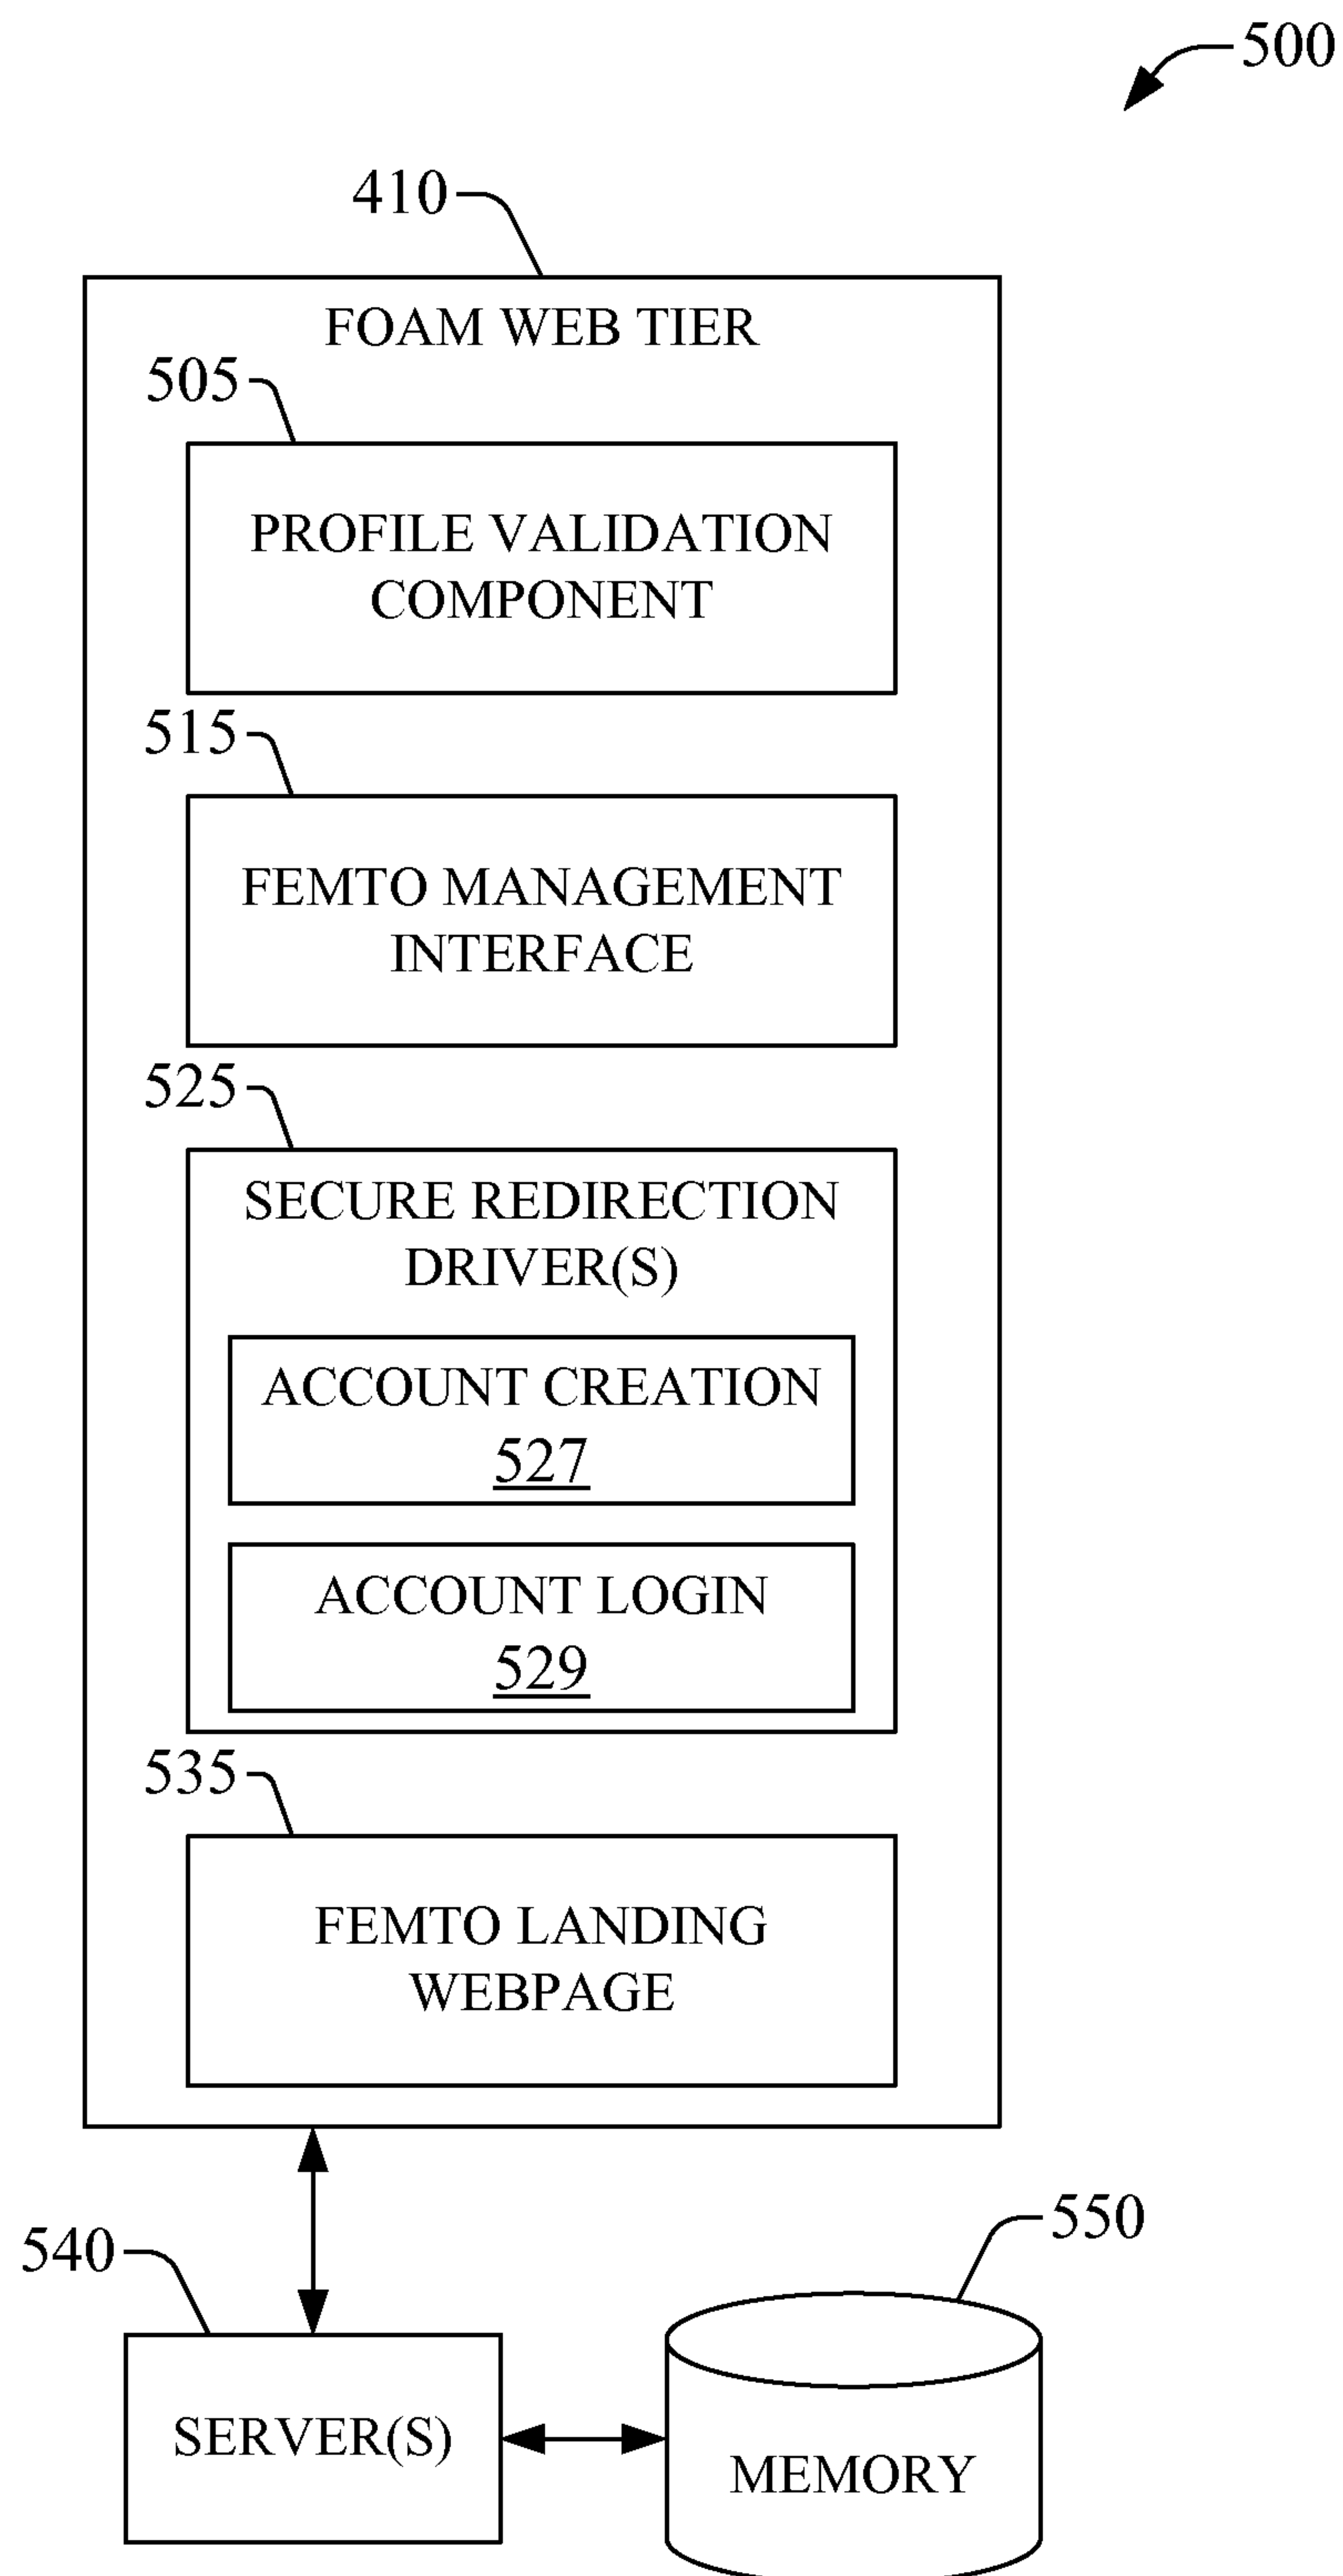 500
410
FOAM WEB TIER
505
PROFILE VALIDATION
COMPONENT
515
FEMTO MANAGEMENT
INTERFACE
525
SECURE REDIRECTION
DRIVER(S)
ACCOUNT CREATION
527
ACCOUNT LOGIN
529
535
FEMTO LANDING
WEBPAGE
540
550
SERVER(S)
MEMORY